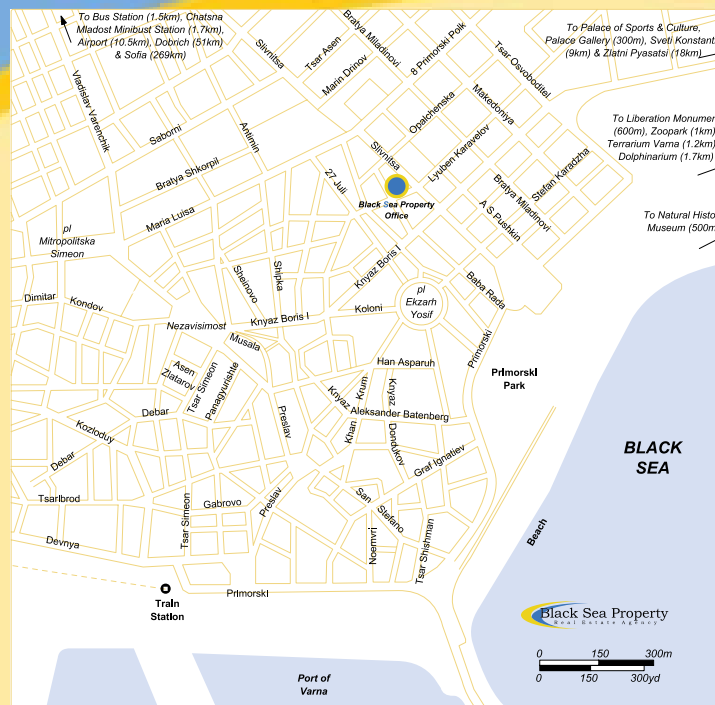 To Bus Station (1.5km), Chatsna
Mladost Minibust Station (1.7km),
Airport (10.5km), Dobrich (51km)
& Sofia (269km)
To Palace of Sports & Culture,
Palace Gallery (300m), Sveti Konstant
(9km) & Zlatni Pyasatsi (18km)
To Liberation Monumen
(600m), Zoopark (1km)
Terrarium Varna (1.2km)
Dolphinarium (1.7km)
To Natural Histo
Museum (500m
Slivnitsa
Tsar Asen
Bratya Miladinovi
Marin Drinov
8 Primorski Polk
Tsar Osvoboditel
Vladislav Varenchik
Saborni
Antimin
Opalchenska
Makedoniya
Bratya Shkorpil
Slivnitsa
Lyuben Karavelov
27 Juli
Stefan Karadzha
Black Sea Property
Office
Bratya Miladinovi
A S Pushkin
Maria Luisa
pl
Mitropolitska
Simeon
Sheinovo
Shipka
Knyaz Boris I
Baba Rada
pl
Ekzarh
Yosif
Dimitar
Kondov
Nezavisimost
Knyaz Boris I
Koloni
Musala
Primorski
Han Asparuh
PrImorskI
Park
Asen
Zlatarov
Tsar Simeon
Panagyurishte
Krum
Khan
Knyaz
Dondukov
Knyaz
Aleksander Batenberg
Debar
Preslav
Kozloduy
Debar
Graf Ignatiev
BLACK
SEA
Tsarlbrod
Gabrovo
Preslav
San
Stefano
Tsar Simeon
Noemvri
Tsar Shishman
Beach
Devnya
TraIn
StatIon
PrImorskI
Black Sea Property
Real Estate Agency
0 150 300m
0 150 300yd
Port of
Varna